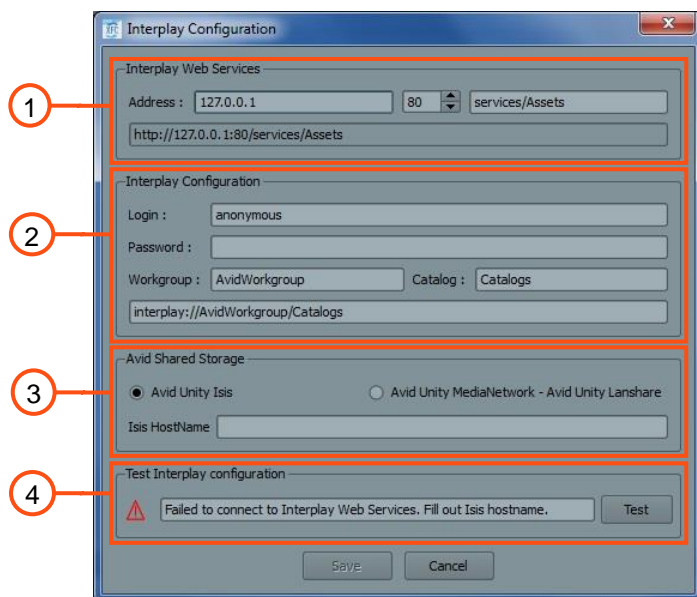 Interplay Configuration
Interplay Web Services
1
Address : 127.0.0.1 80 services/Assets
http://127.0.0.1:80/services/Assets
Interplay Configuration
Login : anonymous
2
Password :
Workgroup : AvidWorkgroup Catalog : Catalogs
interplay://AvidWorkgroup/Catalogs
Avid Shared Storage
3
Avid Unity Isis Avid Unity MediaNetwork - Avid Unity Lanshare
Isis HostName
Test Interplay configuration
4
Failed to connect to Interplay Web Services. Fill out Isis hostname. Test
Save Cancel